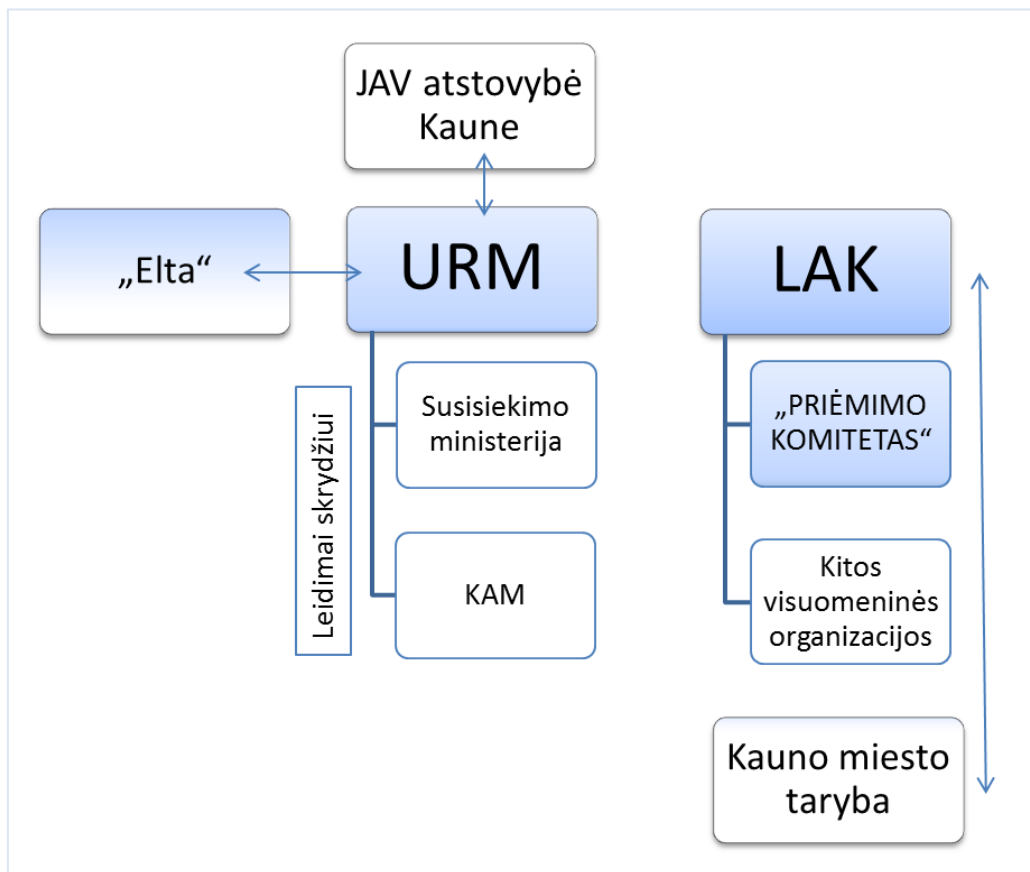 JAV atstovybė
Kaune
„Elta“
URM
LAK
Leidimai skrydžiui
Susisiekimo
ministerija
KAM
„PRIĖMIMO
KOMITETAS“
Kitos
visuomeninės
organizacijos
Kauno miesto
taryba